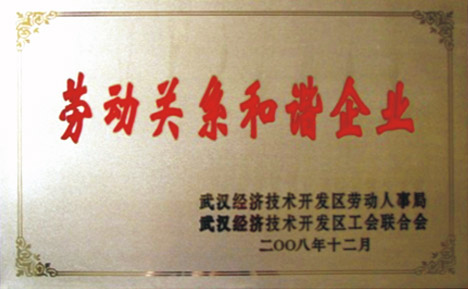 劳动关系和谐企业
武汉经济技术开发区劳动人事局
武汉经济技术开发区工会联合会
二〇〇八年十二月